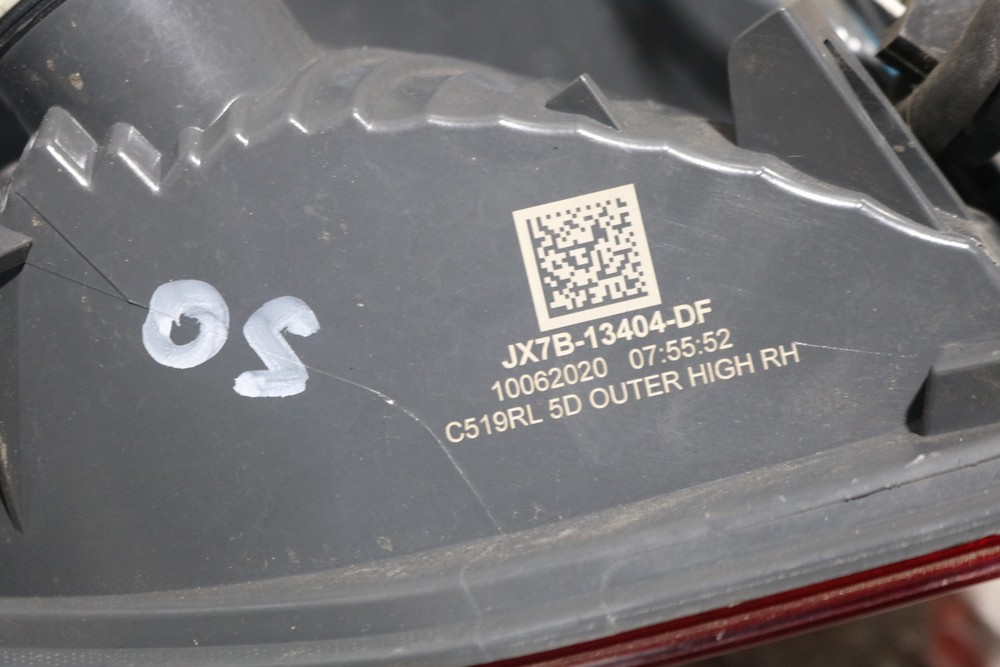 JX7B-13404-DF
10062020 07:55:52
C519RL 5D OUTER HIGH RH